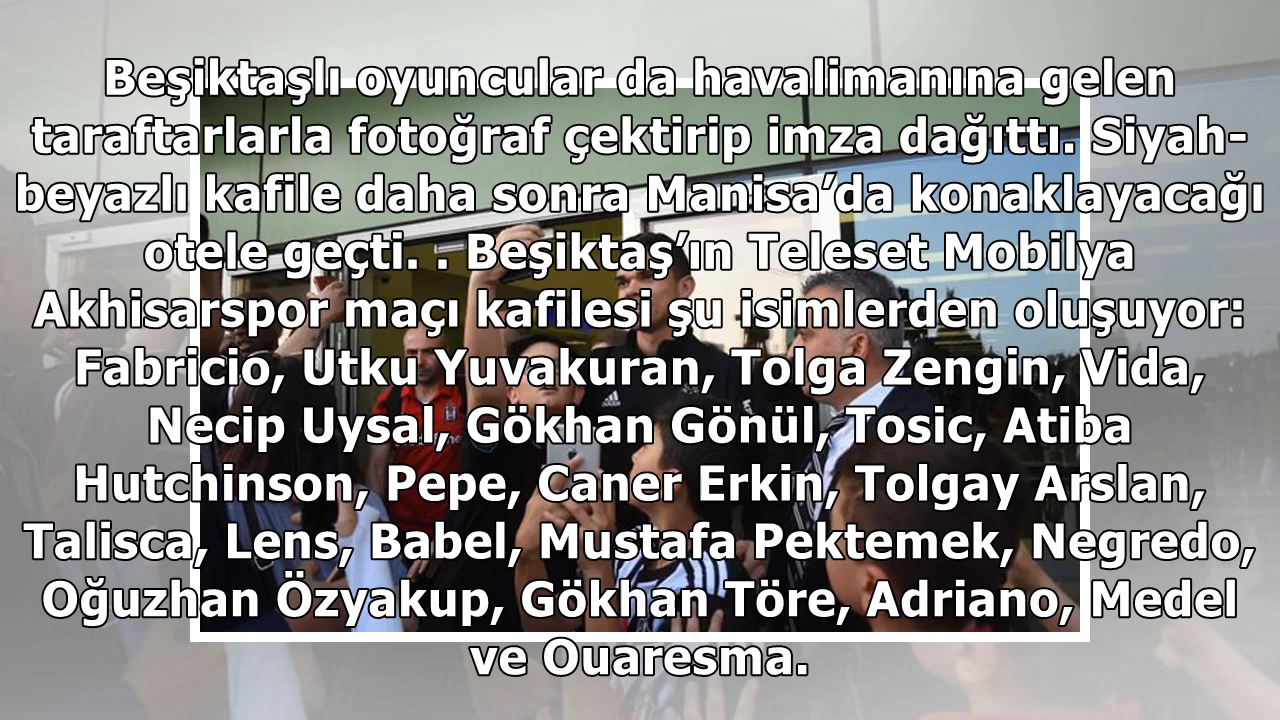 Beşiktaşlı oyuncular da havalimanına gelen
taraftarlarla fotoğraf çektirip imza dağıttı. Siyah-
beyazlı kafile daha sonra Manisa’da konaklayacağı
otele geçti. . Beşiktaş’ın Teleset Mobilya
Akhisarspor maçı kafilesi şu isimlerden oluşuyor:
Fabricio, Utku Yuvakuran, Tolga Zengin, Vida,
Necip Uysal, Gökhan Gönül, Tosic, Atiba
Hutchinson, Pepe, Caner Erkin, Tolgay Arslan,
Talisca, Lens, Babel, Mustafa Pektemek, Negredo,
Oğuzhan Özyakup, Gökhan Töre, Adriano, Medel
ve Ouaresma.